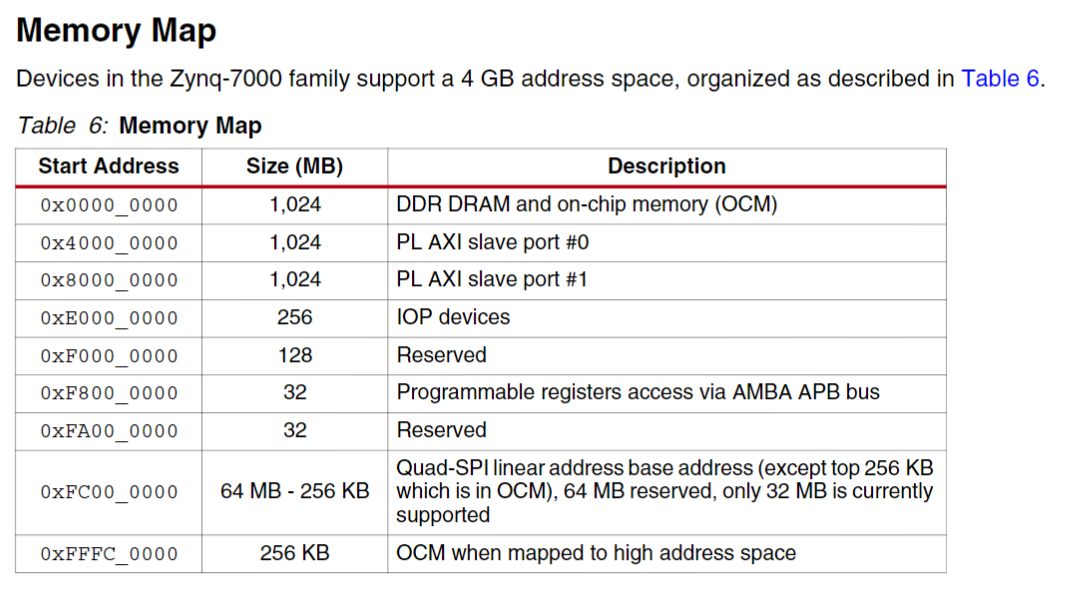 Memory Map
Devices in the Zynq-7000 family support a 4 GB address space, organized as described in Table 6.
Table 6: Memory Map
Start Address Size (MB) Description
0x0000_0000 1,024 DDR DRAM and on-chip memory (OCM)
0x4000_0000 1,024 PL AXI slave port #0
0x8000_0000 1,024 PL AXI slave port #1
0xE000_0000 256 IOP devices
0xF000_0000 128 Reserved
0xF800_0000 32 Programmable registers access via AMBA APB bus
0xFA00_0000 32 Reserved
0xFC00_0000 64 MB - 256 KB Quad-SPI linear address base address (except top 256 KB
which is in OCM), 64 MB reserved, only 32 MB is currently
supported
0xFFFC_0000 256 KB OCM when mapped to high address space